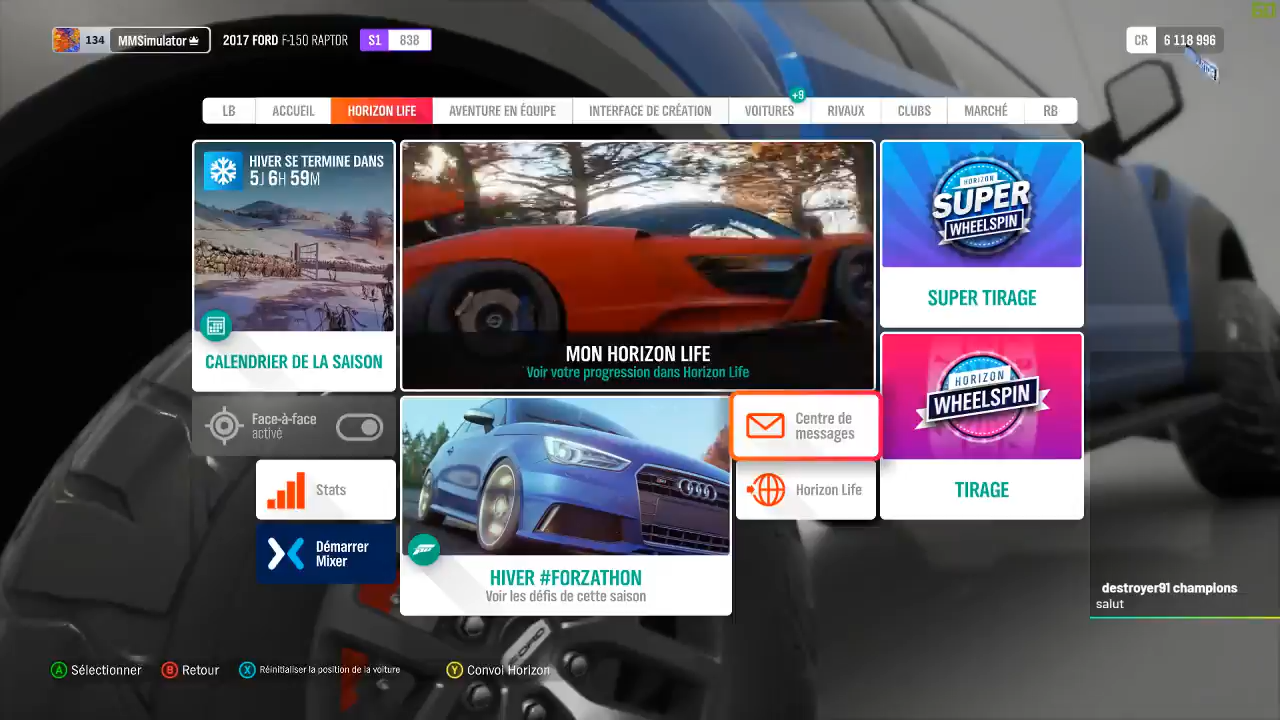 60
134 MMSimulator 2017 FORD F-150 RAPTOR S1 838
CR 6 118 996
LB ACCUEIL HORIZON LIFE AVENTURE EN ÉQUIPE INTERFACE DE CRÉATION VOITURES +9 RIVAUX CLUBS MARCHÉ RB
HIVER SE TERMINE DANS
5J 6H 59M
CALENDRIER DE LA SAISON
MON HORIZON LIFE
Voir votre progression dans Horizon Life
HORIZON
SUPER
WHEELSPIN
SUPER TIRAGE
Face-à-face
activé
Stats
Démarrer
Mixer
HIVER #FORZATHON
Voir les défis de cette saison
Centre de
messages
Horizon Life
HORIZON
WHEELSPIN
TIRAGE
destroyer91 champions
salut
FORD
A Sélectionner B Retour X Réinitialiser la position de la voiture Y Convoi Horizon